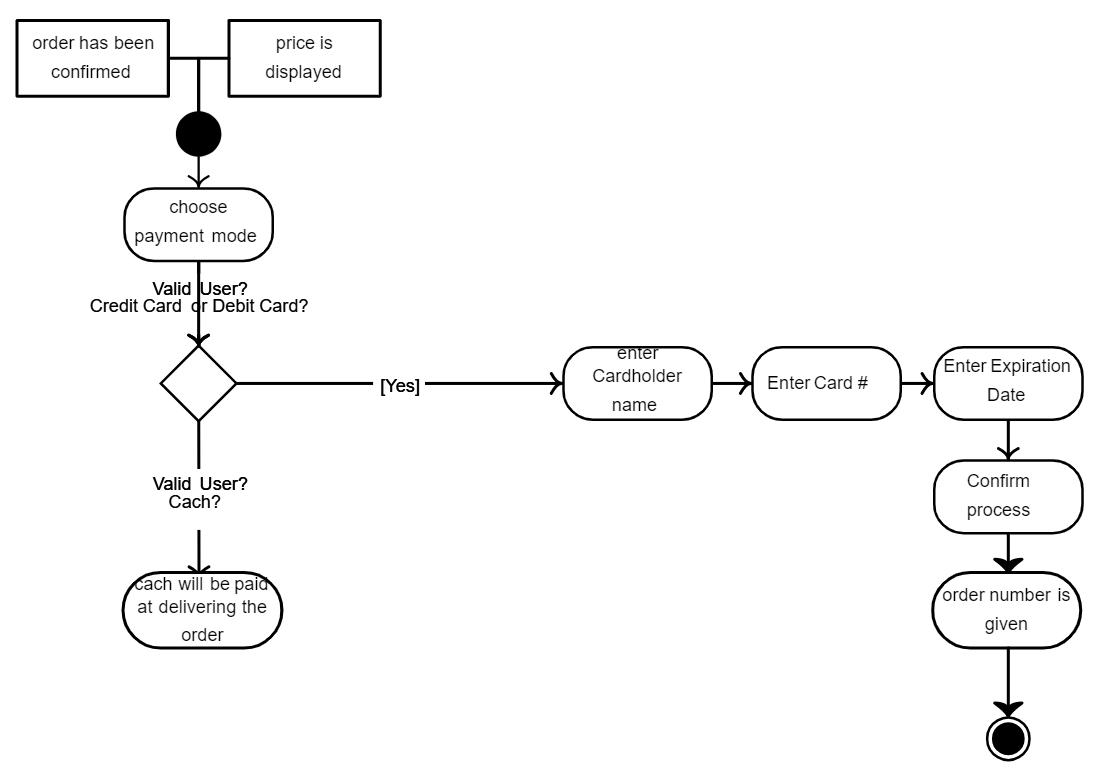 order has been
confirmed
price is
displayed
choose
payment mode
Valid User?
Credit Card or Debit Card?
[Yes]
enter
Cardholder
name
Enter Card #
Enter Expiration
Date
Confirm
process
Valid User?
Cach?
cach will be paid
at delivering the
order
order number is
given